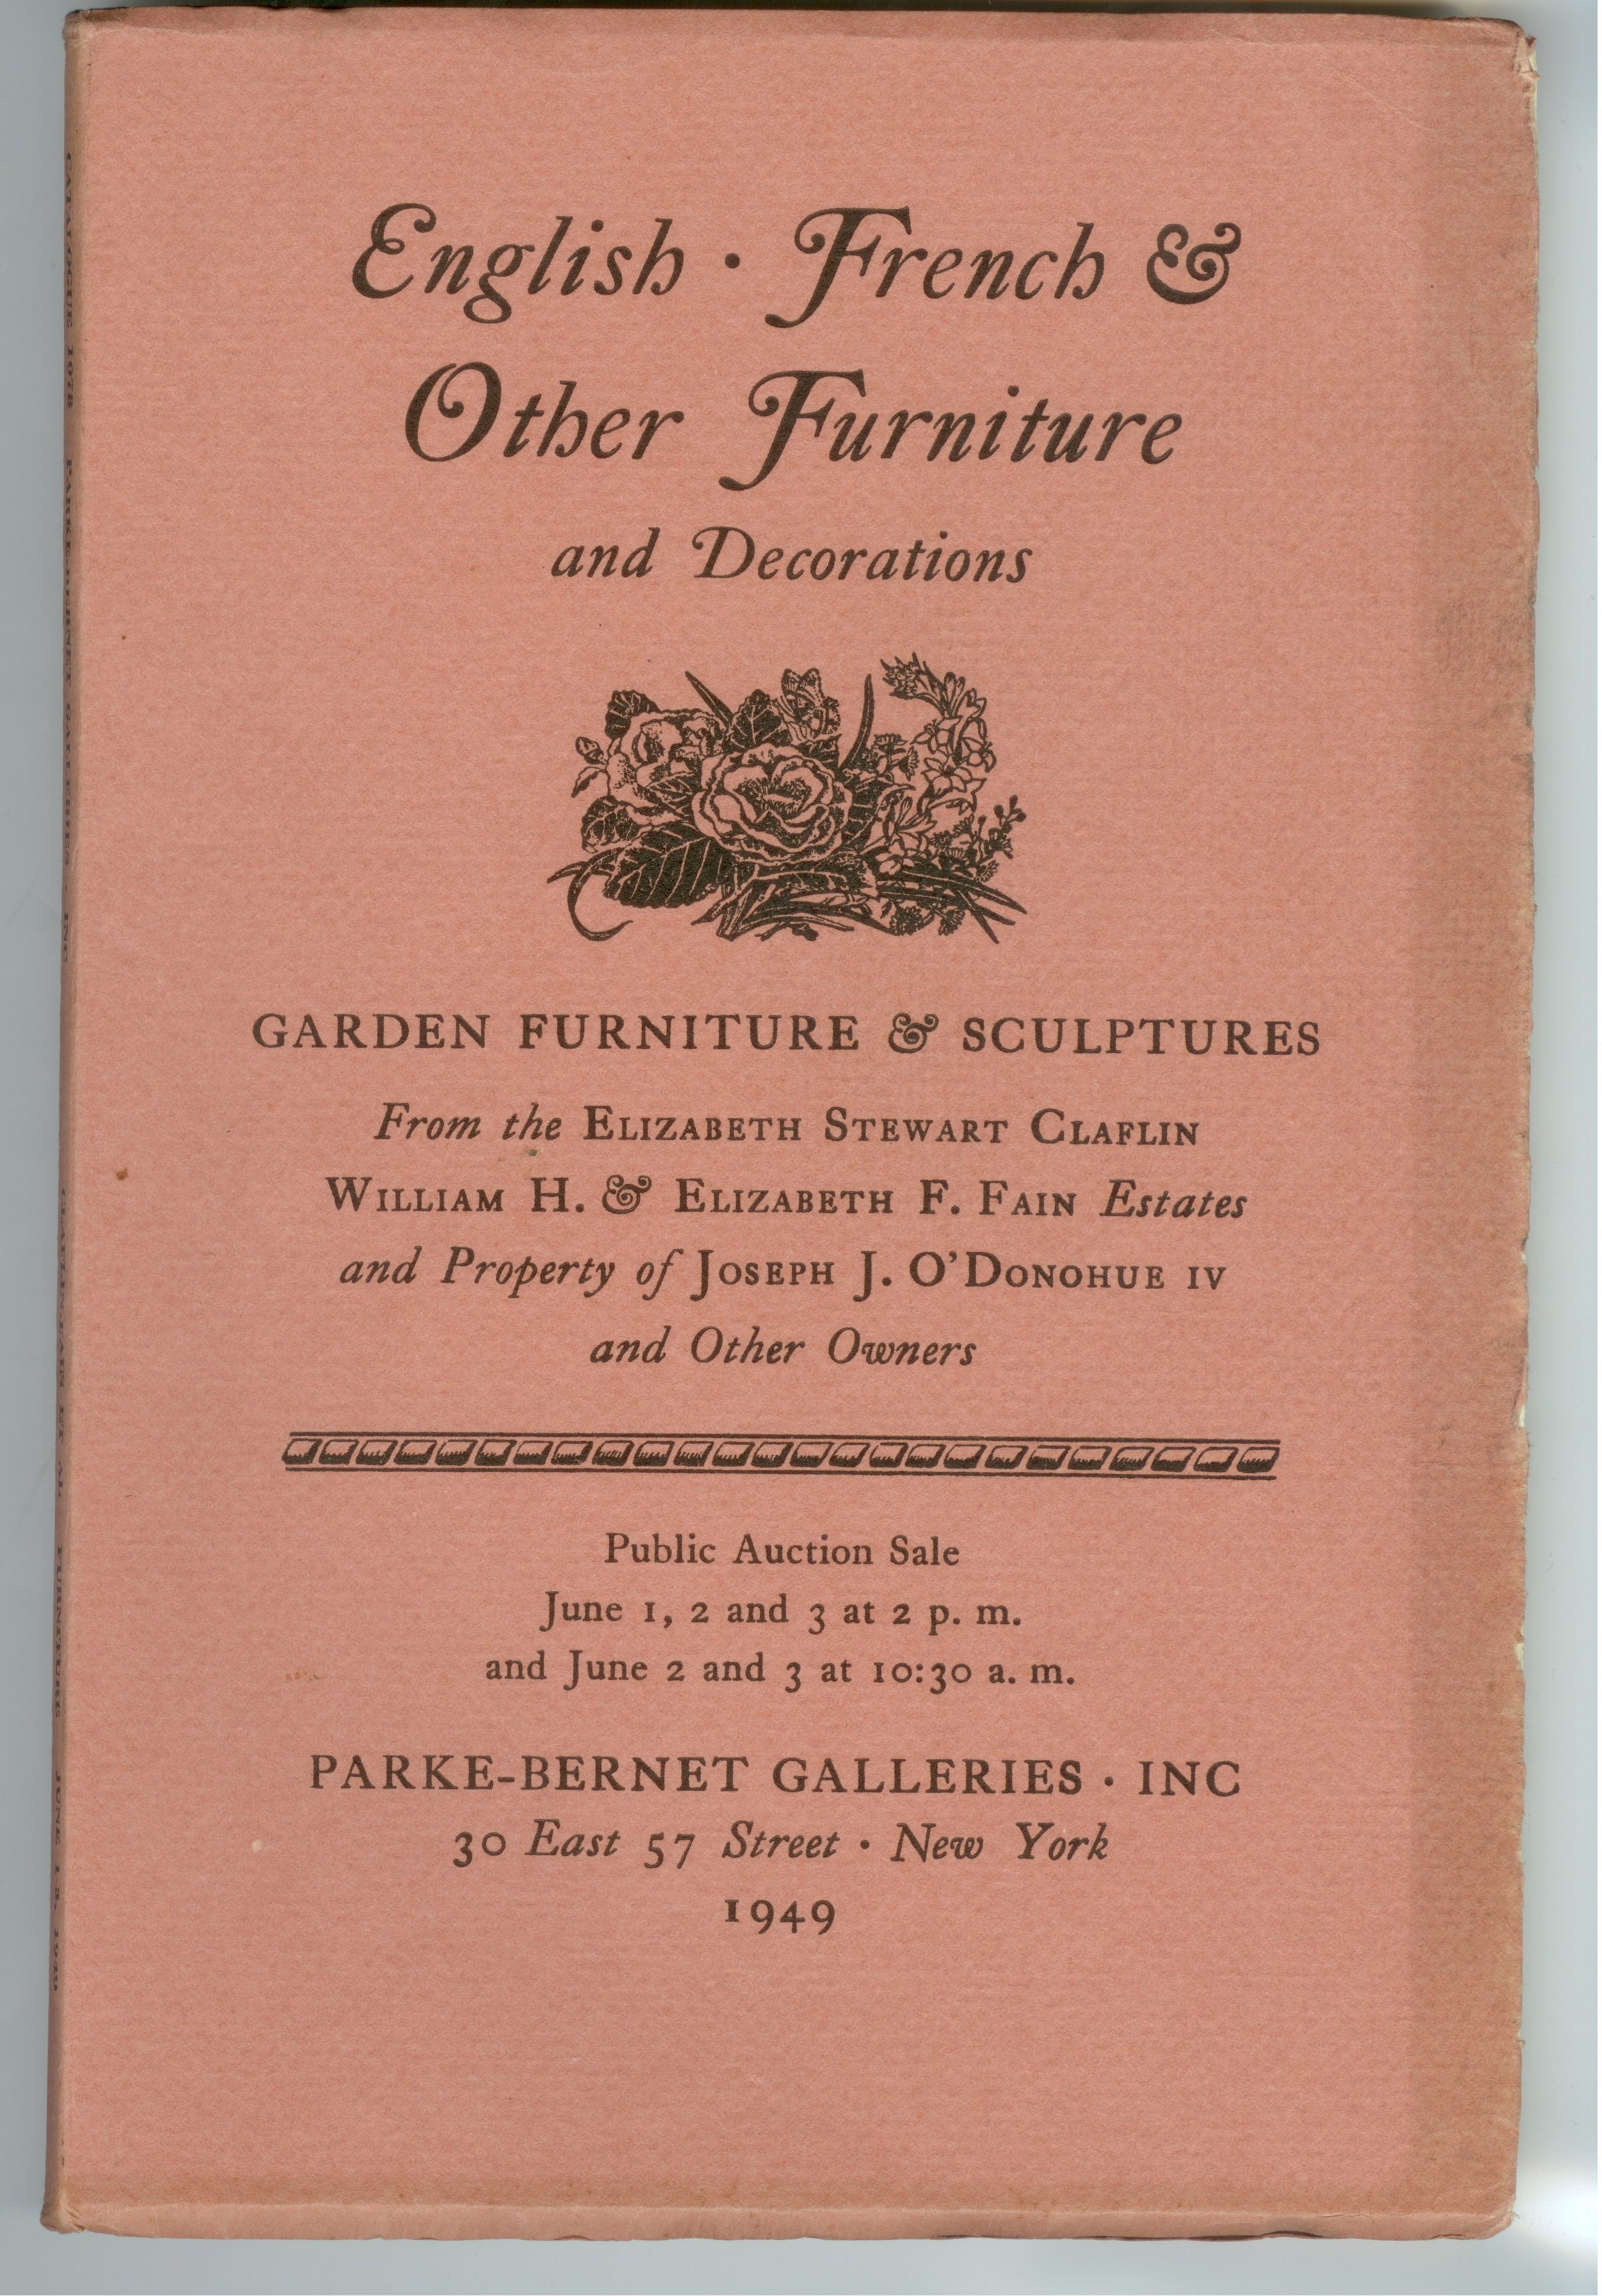 English · French &
Other Furniture
and Decorations
GARDEN FURNITURE & SCULPTURES
From the ELIZABETH STEWART CLAFLIN
WILLIAM H. & ELIZABETH F. FAIN Estates
and Property of JOSEPH J. O'DONOHUE IV
and Other Owners
Public Auction Sale
June 1, 2 and 3 at 2 p. m.
and June 2 and 3 at 10:30 a. m.
PARKE-BERNET GALLERIES · INC
30 East 57 Street · New York
1949